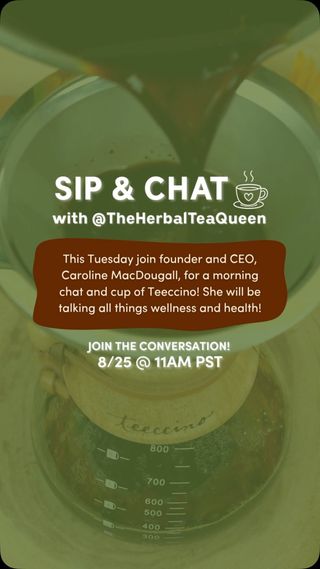 SIP & CHAT
with @TheHerbalTeaQueen
This Tuesday join founder and CEO,
Caroline MacDougall, for a morning
chat and cup of Teeccino! She will be
talking all things wellness and health!
JOIN THE CONVERSATION!
8/25 @ 11AM PST
teeccino
800
700
600
500
400
300